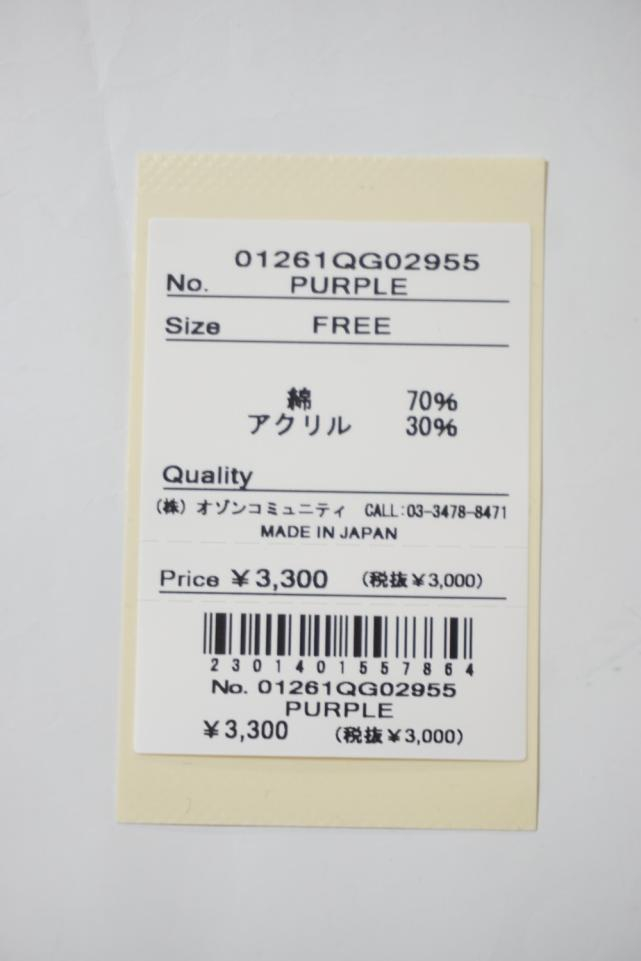 01261QG02955
No. PURPLE
Size FREE
綿 70%
アクリル 30%
Quality
(株) オゾンコミュニティ CALL:03-3478-8471
MADE IN JAPAN
Price ¥3,300 (税抜¥3,000)
2301401557864
No. 01261QG02955
PURPLE
¥3,300 (税抜¥3,000)